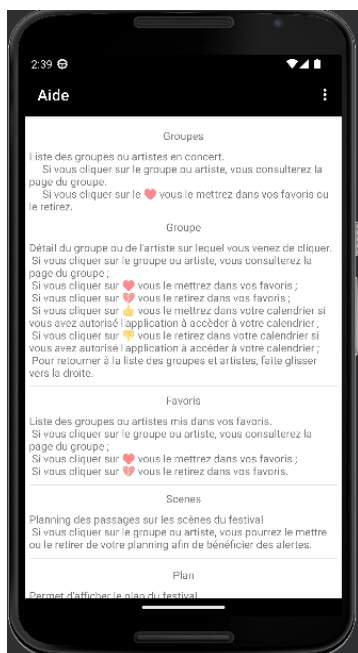 2:39
Aide
Groupes
Liste des groupes ou artistes en concert.
Si vous cliquer sur le groupe ou artiste, vous consulterez la
page du groupe.
Si vous cliquer sur le ❤ vous le mettrez dans vos favoris ou
le retirez.
Groupe
Détail du groupe ou de l'artiste sur lequel vous venez de cliquer.
Si vous cliquer sur le groupe ou artiste, vous consulterez la
page du groupe ;
Si vous cliquer sur ❤ vous le mettrez dans vos favoris ;
Si vous cliquer sur 💔 vous le retirez dans vos favoris ;
Si vous cliquer sur 👍 vous le mettrez dans votre calendrier si
vous avez autorisé l'application à accèder à votre calendrier ;
Si vous cliquer sur 👎 vous le retirez dans votre calendrier si
vous avez autorisé l'application à accéder à votre calendrier ;
Pour retourner à la liste des groupes et artistes, faite glisser
vers la droite.
Favoris
Liste des groupes ou artistes mis dans vos favoris.
Si vous cliquer sur le groupe ou artiste, vous consulterez la
page du groupe ;
Si vous cliquer sur ❤ vous le mettrez dans vos favoris ;
Si vous cliquer sur 💔 vous le retirez dans vos favoris.
Scenes
Planning des passages sur les scènes du festival
Si vous cliquer sur le groupe ou artiste, vous pourrez le mettre
ou le retirer de votre planning afin de bénéficier des alertes.
Plan
Permet d'afficher le plan du festival